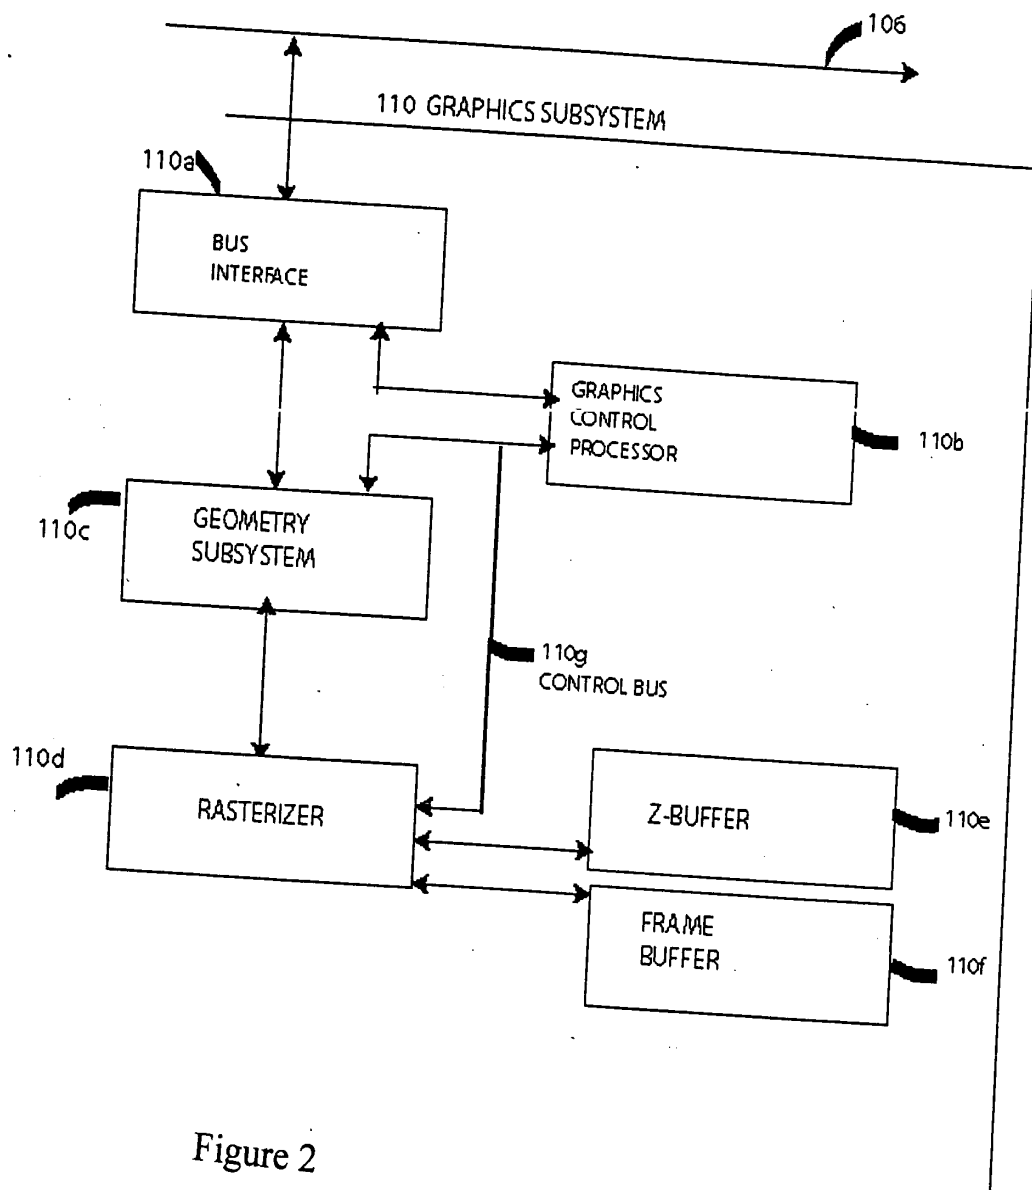 106
110 GRAPHICS SUBSYSTEM
110a
BUS
INTERFACE
GRAPHICS
CONTROL
PROCESSOR
110b
110c
GEOMETRY
SUBSYSTEM
110g
CONTROL BUS
110d
RASTERIZER
Z-BUFFER
110e
FRAME
BUFFER
110f
Figure 2